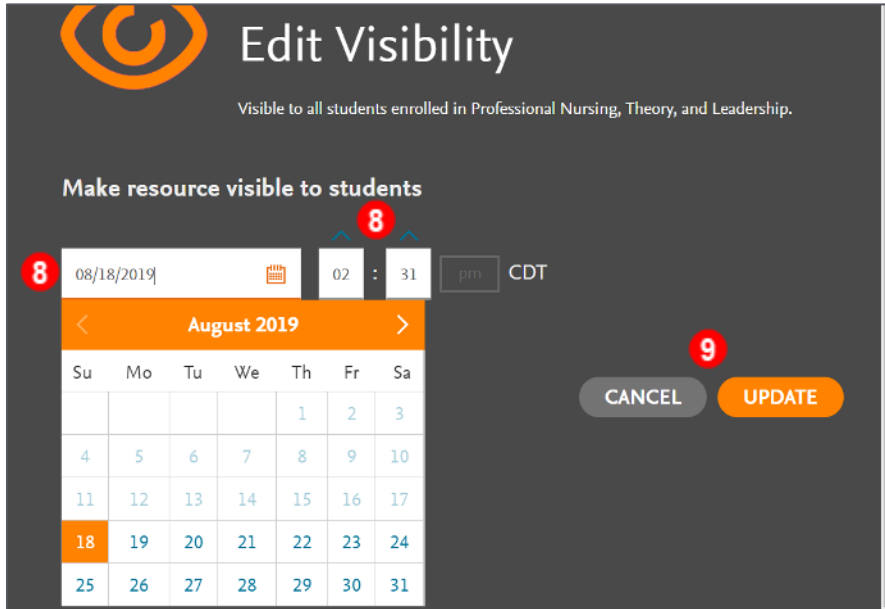 Edit Visibility
Visible to all students enrolled in Professional Nursing, Theory, and Leadership.
Make resource visible to students
8
8 08/18/2019 02 : 31 pm CDT
August 2019
Su Mo Tu We Th Fr Sa
1 2 3
4 5 6 7 8 9 10
11 12 13 14 15 16 17
18 19 20 21 22 23 24
25 26 27 28 29 30 31
9
CANCEL UPDATE